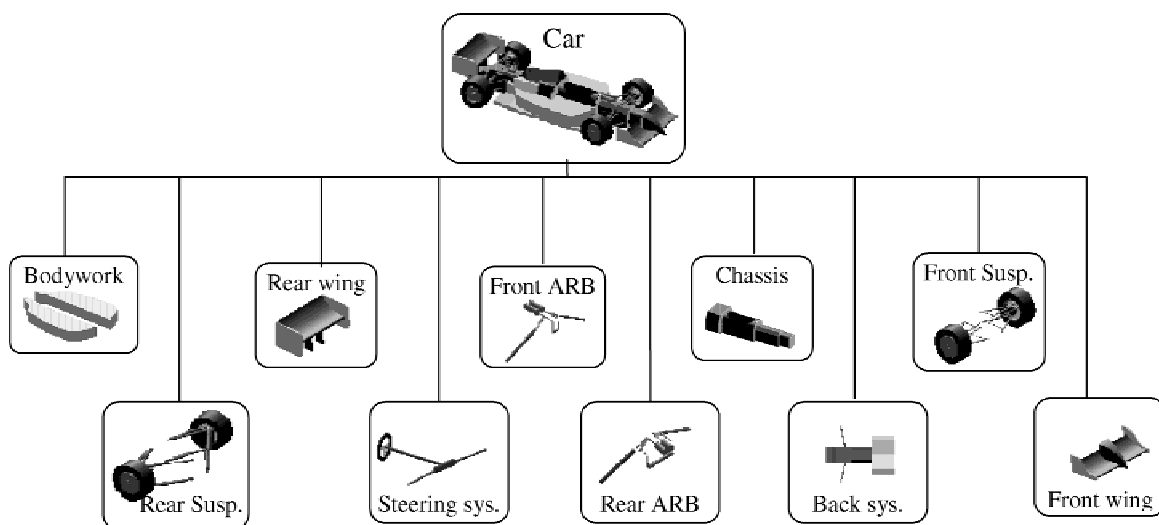 Car
Bodywork
Rear wing
Front ARB
Chassis
Front Susp.
Rear Susp.
Steering sys.
Rear ARB
Back sys.
Front wing